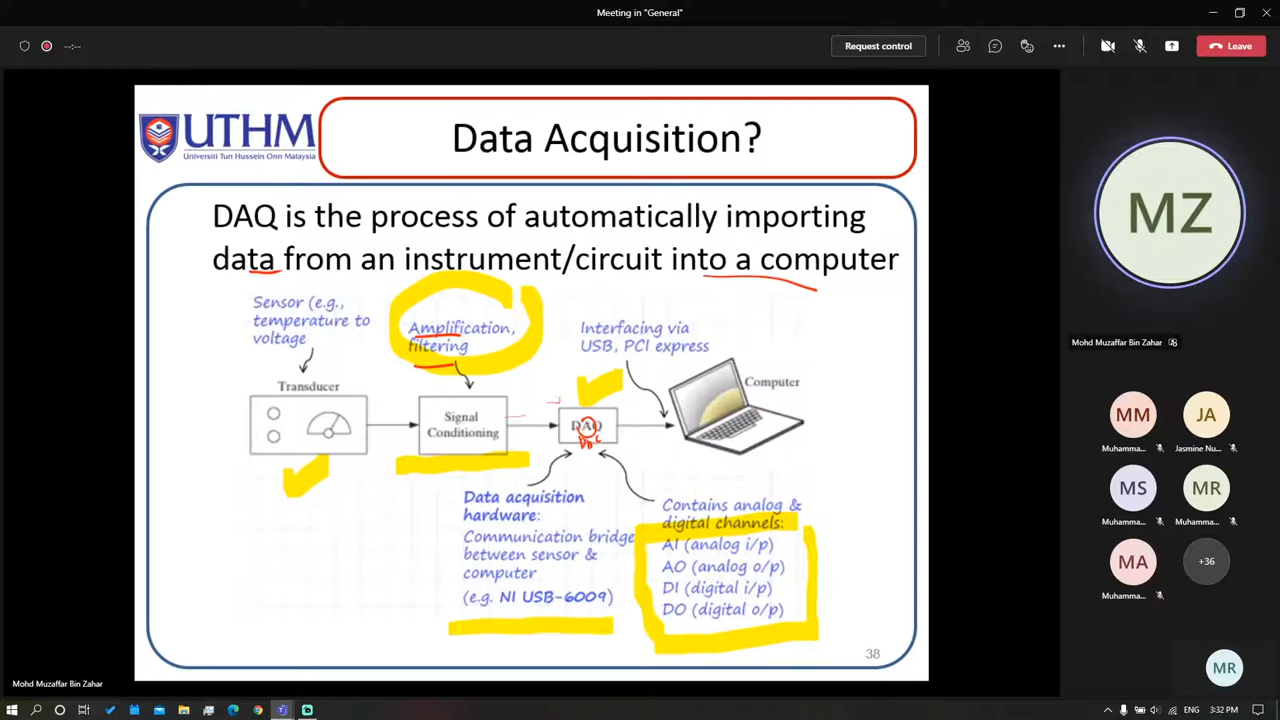 Meeting in "General"
--:--
Request control
Leave
UTHM
Universiti Tun Hussein Onn Malaysia
Data Acquisition?
DAQ is the process of automatically importing
data from an instrument/circuit into a computer
Sensor (e.g.,
temperature to
voltage
Amplification,
filtering
Interfacing via
USB, PCI express
Transducer
Signal
Conditioning
DAQ
Computer
Data acquisition
hardware:
Communication bridge
between sensor &
computer
(e.g. NI USB-6009)
Contains analog &
digital channels:
AI (analog i/p)
AO (analog o/p)
DI (digital i/p)
DO (digital o/p)
38
Mohd Muzaffar Bin Zahar
MZ
Mohd Muzaffar Bin Zahar
MM
JA
Muhamma...
Jasmine Nu...
MS
MR
Muhamma...
Muhamma...
MA
+36
Muhamma...
MR
ENG
3:32 PM